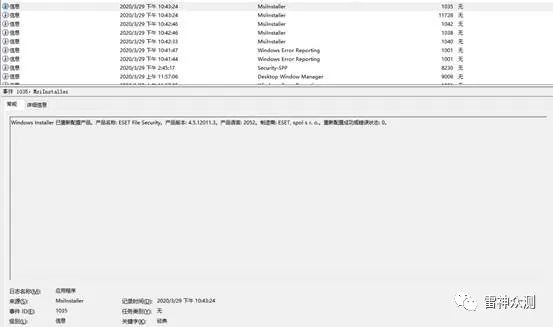 信息 2020/3/29 下午 10:43:24 MsiInstaller 1035 无
信息 2020/3/29 下午 10:43:24 MsiInstaller 11728 无
信息 2020/3/29 下午 10:42:46 MsiInstaller 1042 无
信息 2020/3/29 下午 10:42:46 MsiInstaller 1038 无
信息 2020/3/29 下午 10:42:33 MsiInstaller 1040 无
信息 2020/3/29 下午 10:41:47 Windows Error Reporting 1001 无
信息 2020/3/29 下午 10:41:44 Windows Error Reporting 1001 无
信息 2020/3/29 下午 2:45:17 Security-SPP 8230 无
信息 2020/3/29 上午 11:57:06 Desktop Window Manager 9009 无
事件 1035, MsiInstaller
常规 详细信息
Windows Installer 已重新配置产品。产品名称: ESET File Security。产品版本: 4.5.12011.3。产品语言: 2052。制造商: ESET, spol s r. o.。重新配置成功或错误状态: 0。
日志名称(M): 应用程序
来源(S): MsiInstaller 记录时间(D): 2020/3/29 下午 10:43:24
事件 ID(E): 1035 任务类别(Y): 无
级别(L): 信息 关键字(K): 经典
雷神众测